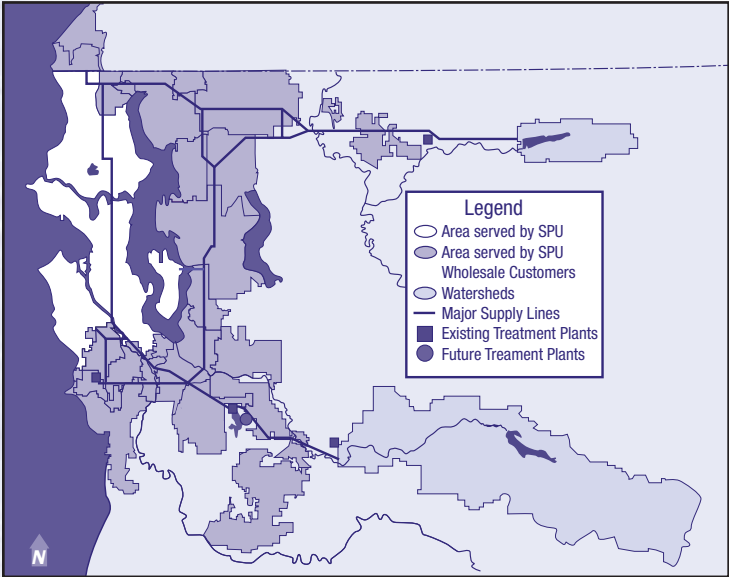 Legend
Area served by SPU
Area served by SPU
Wholesale Customers
Watersheds
Major Supply Lines
Existing Treatment Plants
Future Treament Plants
N